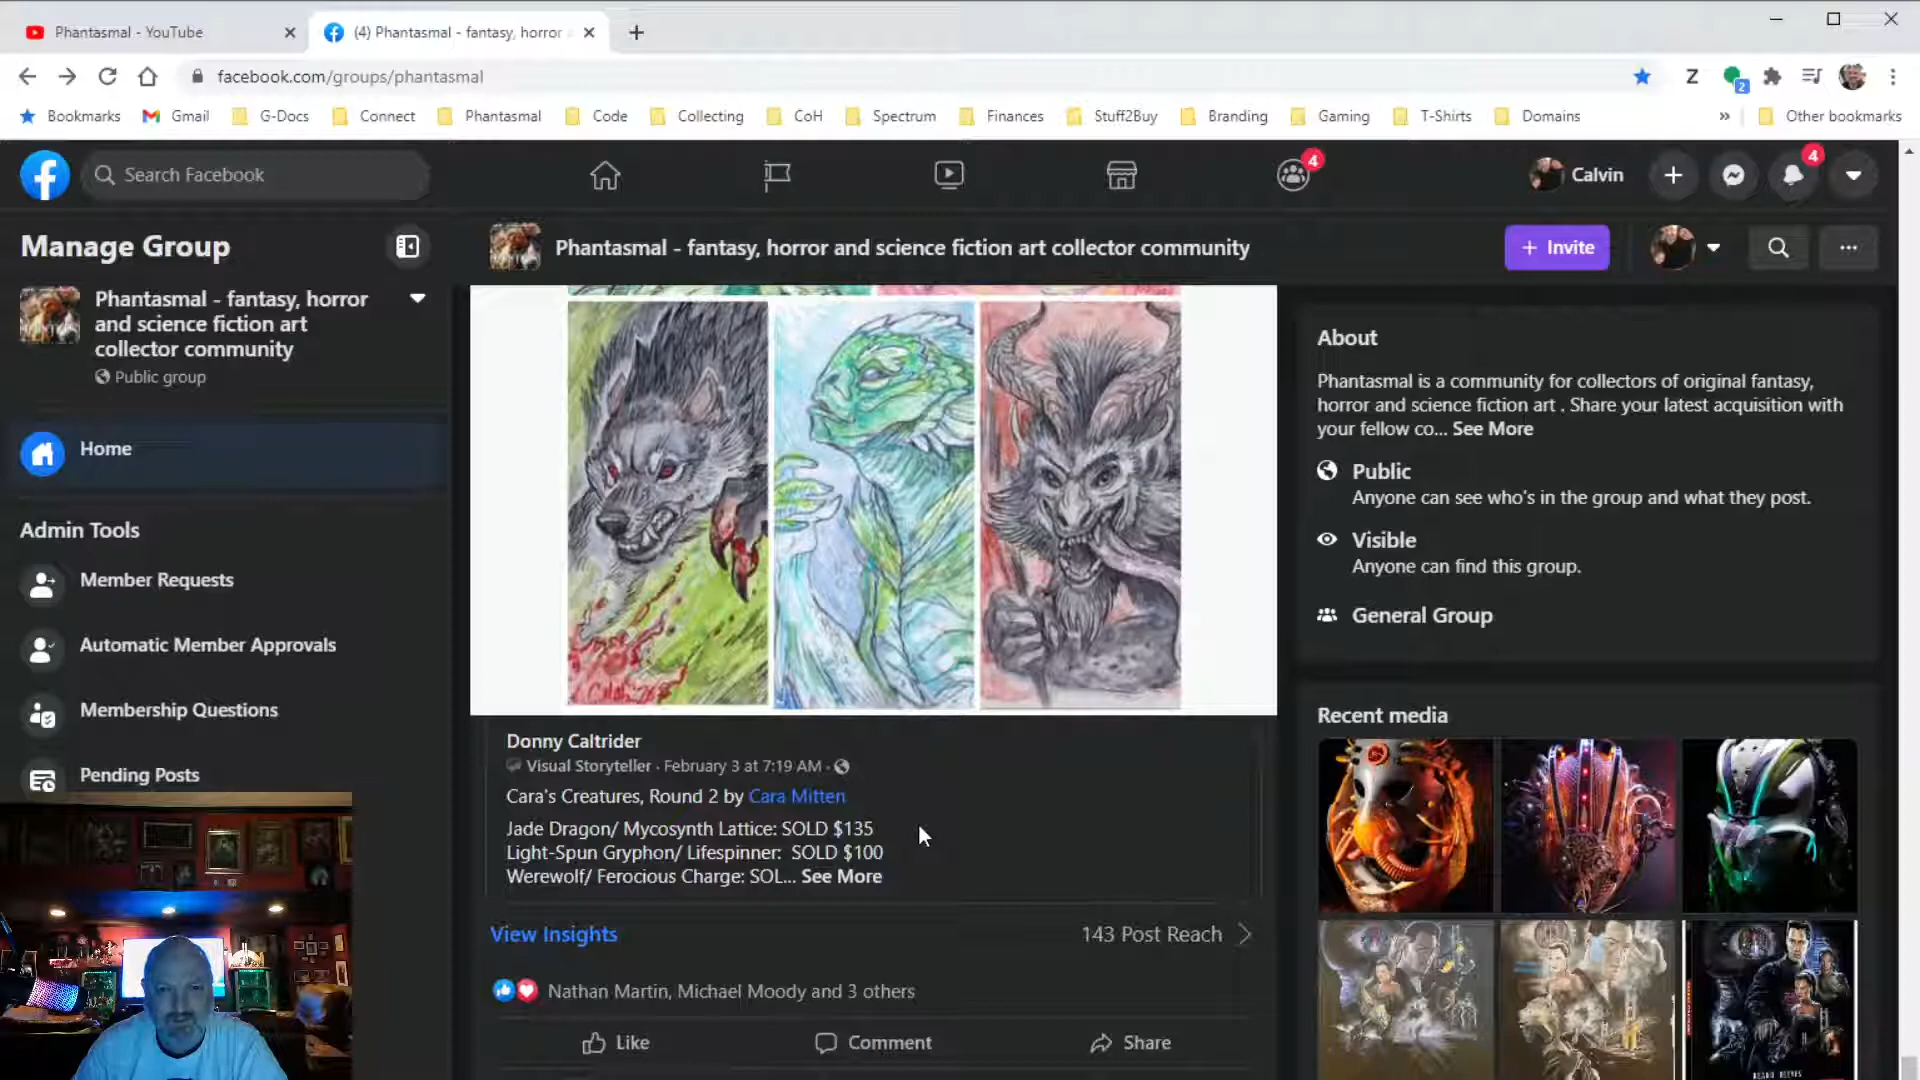 Phantasmal - YouTube
(4) Phantasmal - fantasy, horror
facebook.com/groups/phantasmal
Z
2
Bookmarks
Gmail
G-Docs
Connect
Phantasmal
Code
Collecting
CoH
Spectrum
Finances
Stuff2Buy
Branding
Gaming
T-Shirts
Domains
»
Other bookmarks
Search Facebook
4
Calvin
4
Manage Group
Phantasmal - fantasy, horror
and science fiction art
collector community
Public group
Home
Admin Tools
Member Requests
Automatic Member Approvals
Membership Questions
Pending Posts
Phantasmal - fantasy, horror and science fiction art collector community
+ Invite
Donny Caltrider
Visual Storyteller · February 3 at 7:19 AM ·
Cara's Creatures, Round 2 by Cara Mitten
Jade Dragon/ Mycosynth Lattice: SOLD $135
Light-Spun Gryphon/ Lifespinner: SOLD $100
Werewolf/ Ferocious Charge: SOL... See More
View Insights
143 Post Reach
Nathan Martin, Michael Moody and 3 others
Like
Comment
Share
About
Phantasmal is a community for collectors of original fantasy,
horror and science fiction art . Share your latest acquisition with
your fellow co... See More
Public
Anyone can see who's in the group and what they post.
Visible
Anyone can find this group.
General Group
Recent media